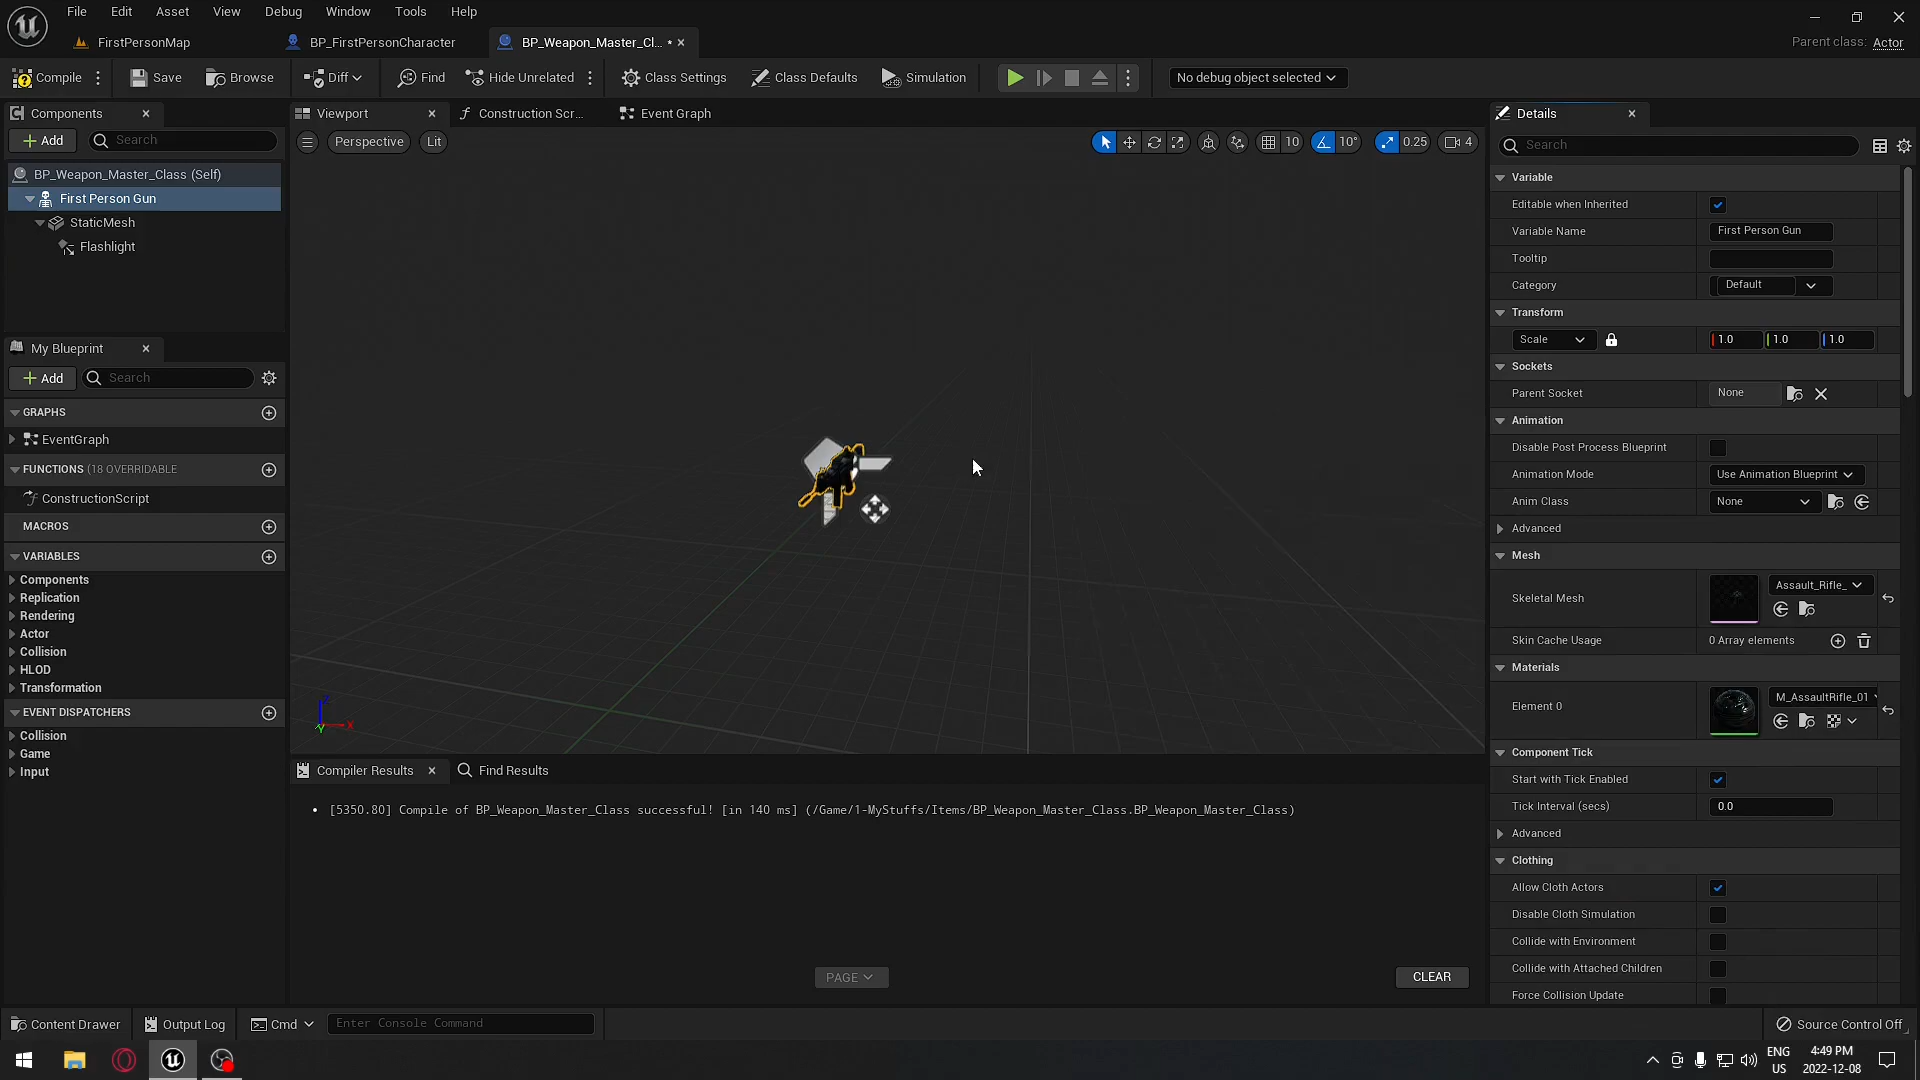 File Edit Asset View Debug Window Tools Help
FirstPersonMap BP_FirstPersonCharacter BP_Weapon_Master_Cl... *
Parent class: Actor
Compile Save Browse Diff Find Hide Unrelated Class Settings Class Defaults Simulation No debug object selected
Components
Add Search
BP_Weapon_Master_Class (Self)
First Person Gun
StaticMesh
Flashlight
My Blueprint
Add Search
GRAPHS
EventGraph
FUNCTIONS (18 OVERRIDABLE
ConstructionScript
MACROS
VARIABLES
Components
Replication
Rendering
Actor
Collision
HLOD
Transformation
EVENT DISPATCHERS
Collision
Game
Input
Viewport Construction Scr... Event Graph
Perspective Lit 10 10° 0.25 4
Z X Y
Compiler Results Find Results
• [5350.80] Compile of BP_Weapon_Master_Class successful! [in 140 ms] (/Game/1-MyStuffs/Items/BP_Weapon_Master_Class.BP_Weapon_Master_Class)
PAGE CLEAR
Details
Search
Variable
Editable when Inherited
Variable Name First Person Gun
Tooltip
Category Default
Transform
Scale 1.0 1.0 1.0
Sockets
Parent Socket None
Animation
Disable Post Process Blueprint
Animation Mode Use Animation Blueprint
Anim Class None
Advanced
Mesh
Skeletal Mesh Assault_Rifle_
Skin Cache Usage 0 Array elements
Materials
Element 0 M_AssaultRifle_01
Component Tick
Start with Tick Enabled
Tick Interval (secs) 0.0
Advanced
Clothing
Allow Cloth Actors
Disable Cloth Simulation
Collide with Environment
Collide with Attached Children
Force Collision Update
Content Drawer Output Log Cmd Enter Console Command Source Control Off
ENG US 4:49 PM 2022-12-08